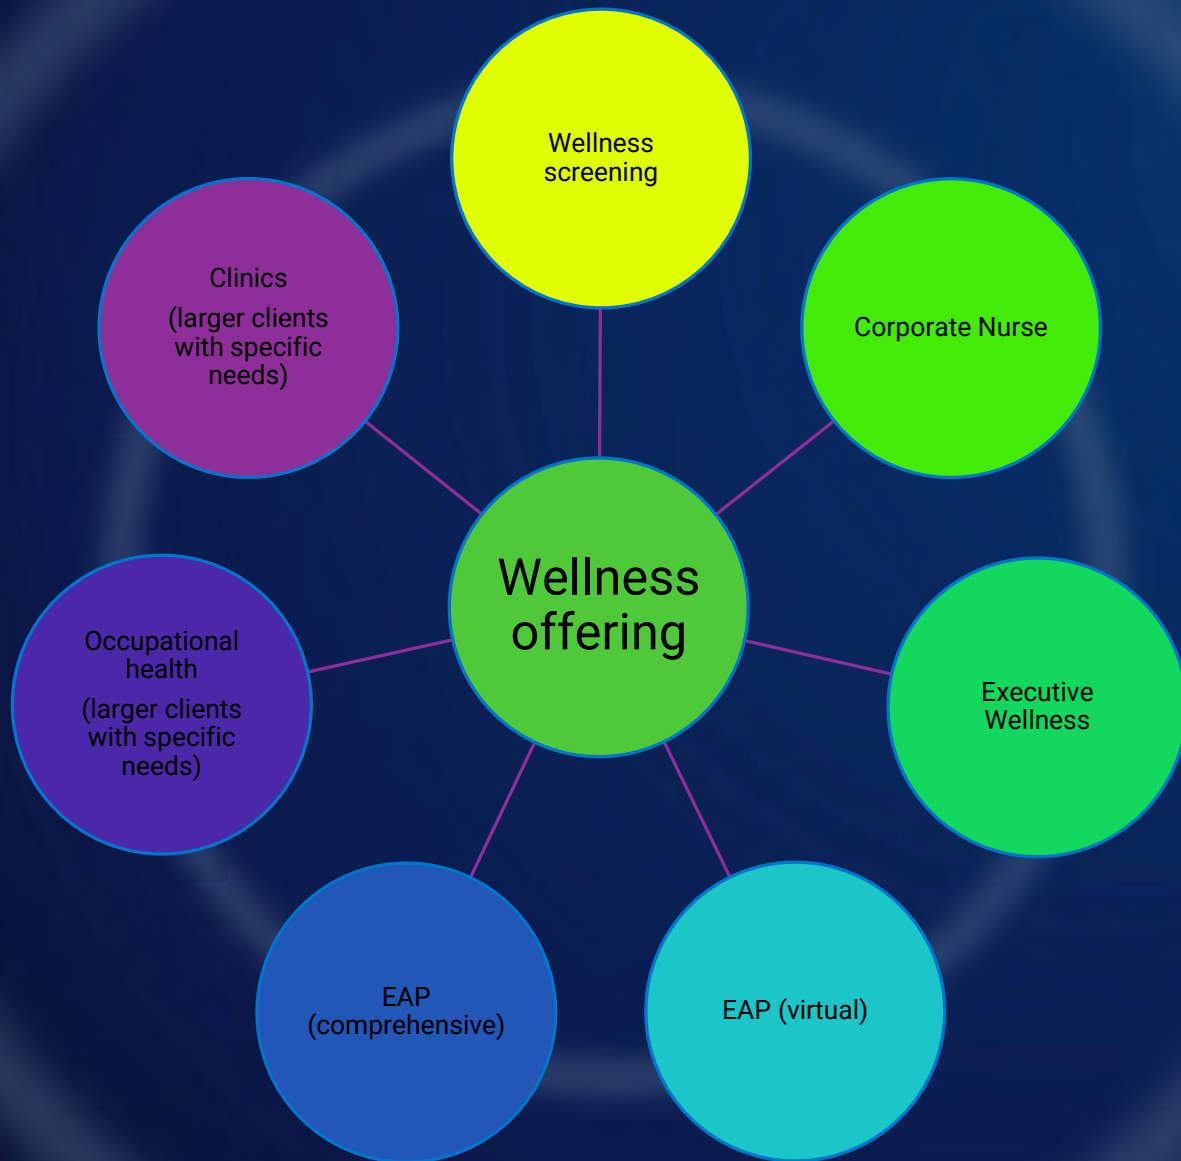 Wellness
screening
Clinics
(larger clients
with specific
needs)
Corporate Nurse
Wellness
offering
Occupational
health
(larger clients
with specific
needs)
Executive
Wellness
EAP
(comprehensive)
EAP (virtual)